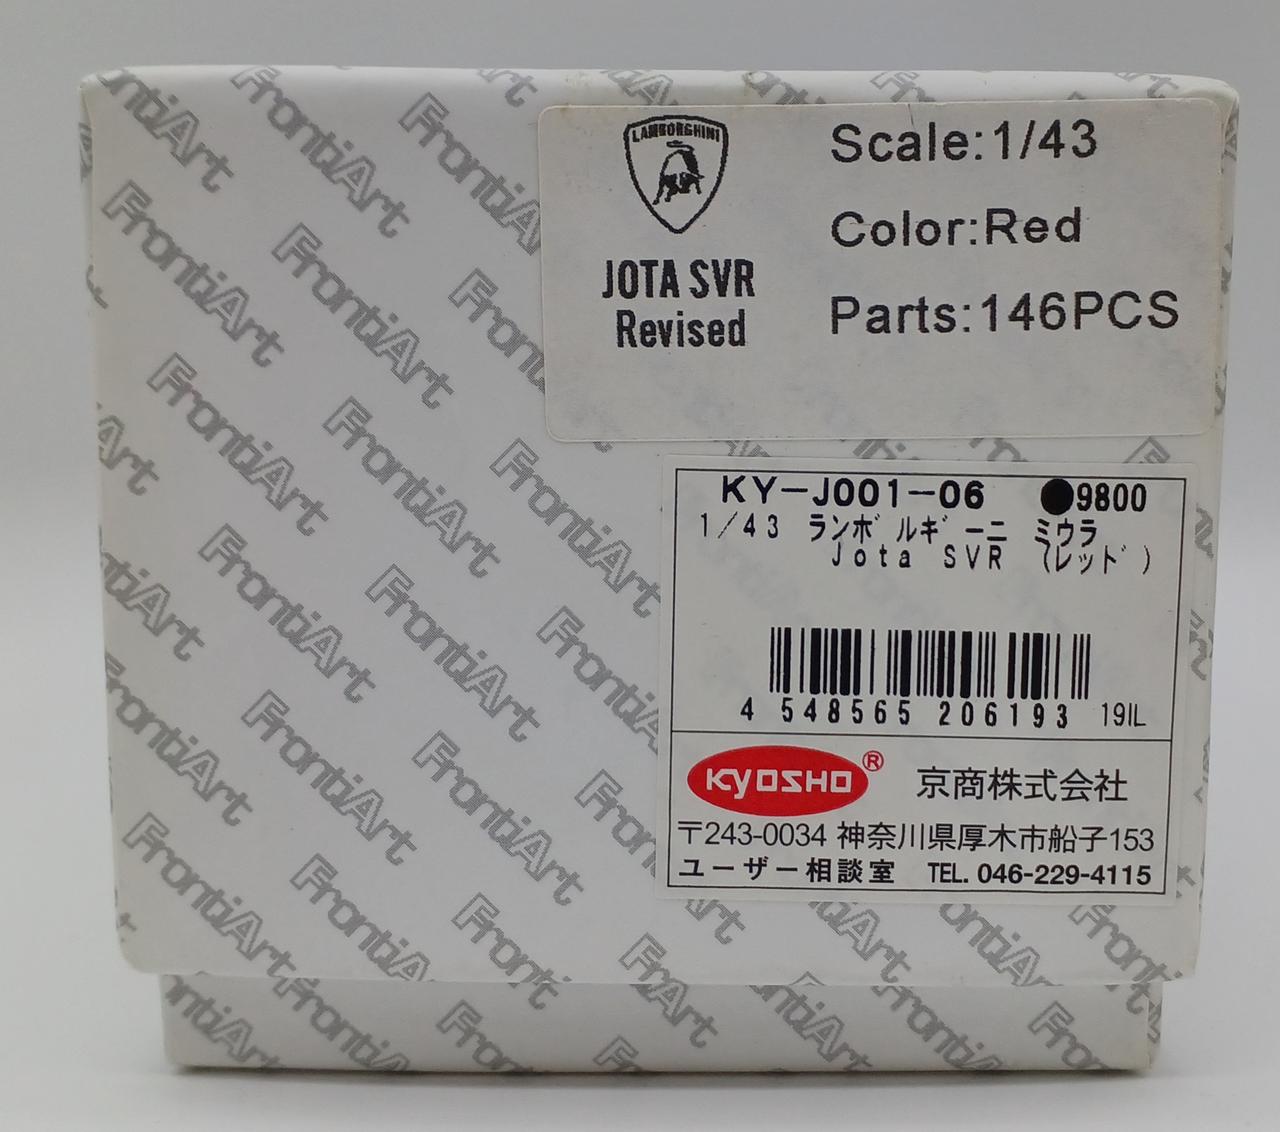 LAMBORGHINI
JOTA SVR
Revised
Scale:1/43
Color:Red
Parts:146PCS
KY-J001-06 ●9800
1/43 ランボルギーニ ミウラ
Jota SVR (レッド)
4 548565 206193 19IL
KYOSHO® 京商株式会社
〒243-0034 神奈川県厚木市船子153
ユーザー相談室 TEL. 046-229-4115
FrontiArt